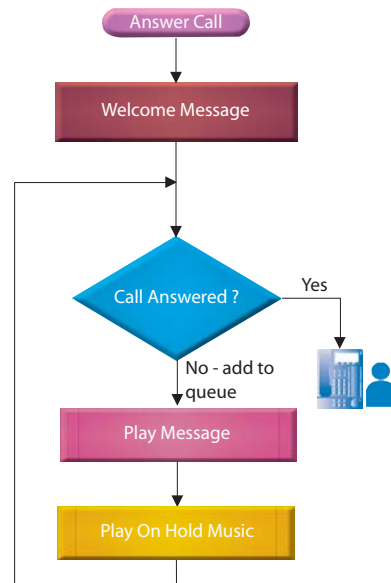 Answer Call
Welcome Message
Call Answered ?
Yes
No - add to
queue
Play Message
Play On Hold Music